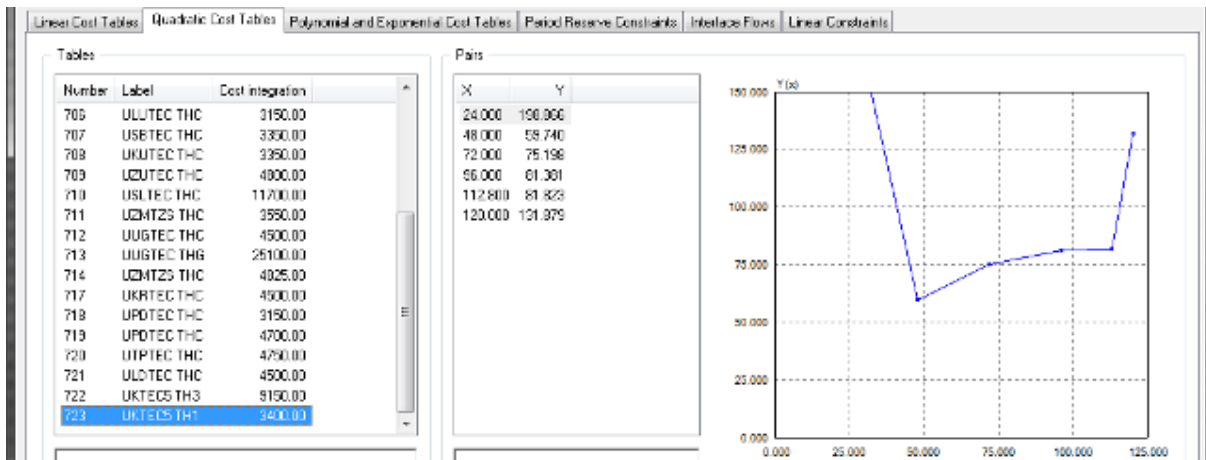 Linear Cost Tables Quadratic Cost Tables Polynomial and Exponential Cost Tables Period Reserve Constraints Interface Flows Linear Constraints
Tables
Number Label Cost integration
706 ULUTEC THC 3150.00
707 USBTEC THC 3350.00
708 UKUTEC THC 3350.00
709 UZUTEC THC 4800.00
710 USLTEC THC 11700.00
711 UZMTZS THC 3550.00
712 UUGTEC THC 4500.00
713 UUGTEC THG 25100.00
714 UZMTZS THC 4025.00
717 UKRTEC THC 4500.00
718 UPDTEC THC 3150.00
719 UPDTEC THC 4700.00
720 UTPTEC THC 4750.00
721 ULDTEC THC 4500.00
722 UKTEC5 TH3 9150.00
723 UKTEC5 TH1 3400.00
Pairs
X Y
24.000
48.000 59.740
72.000 75.198
96.000 81.381
112.800 81.823
120.000 131.879
Y(x)
150.000
125.000
100.000
75.000
50.000
25.000
0.000
0.000 25.000 50.000 75.000 100.000 125.000